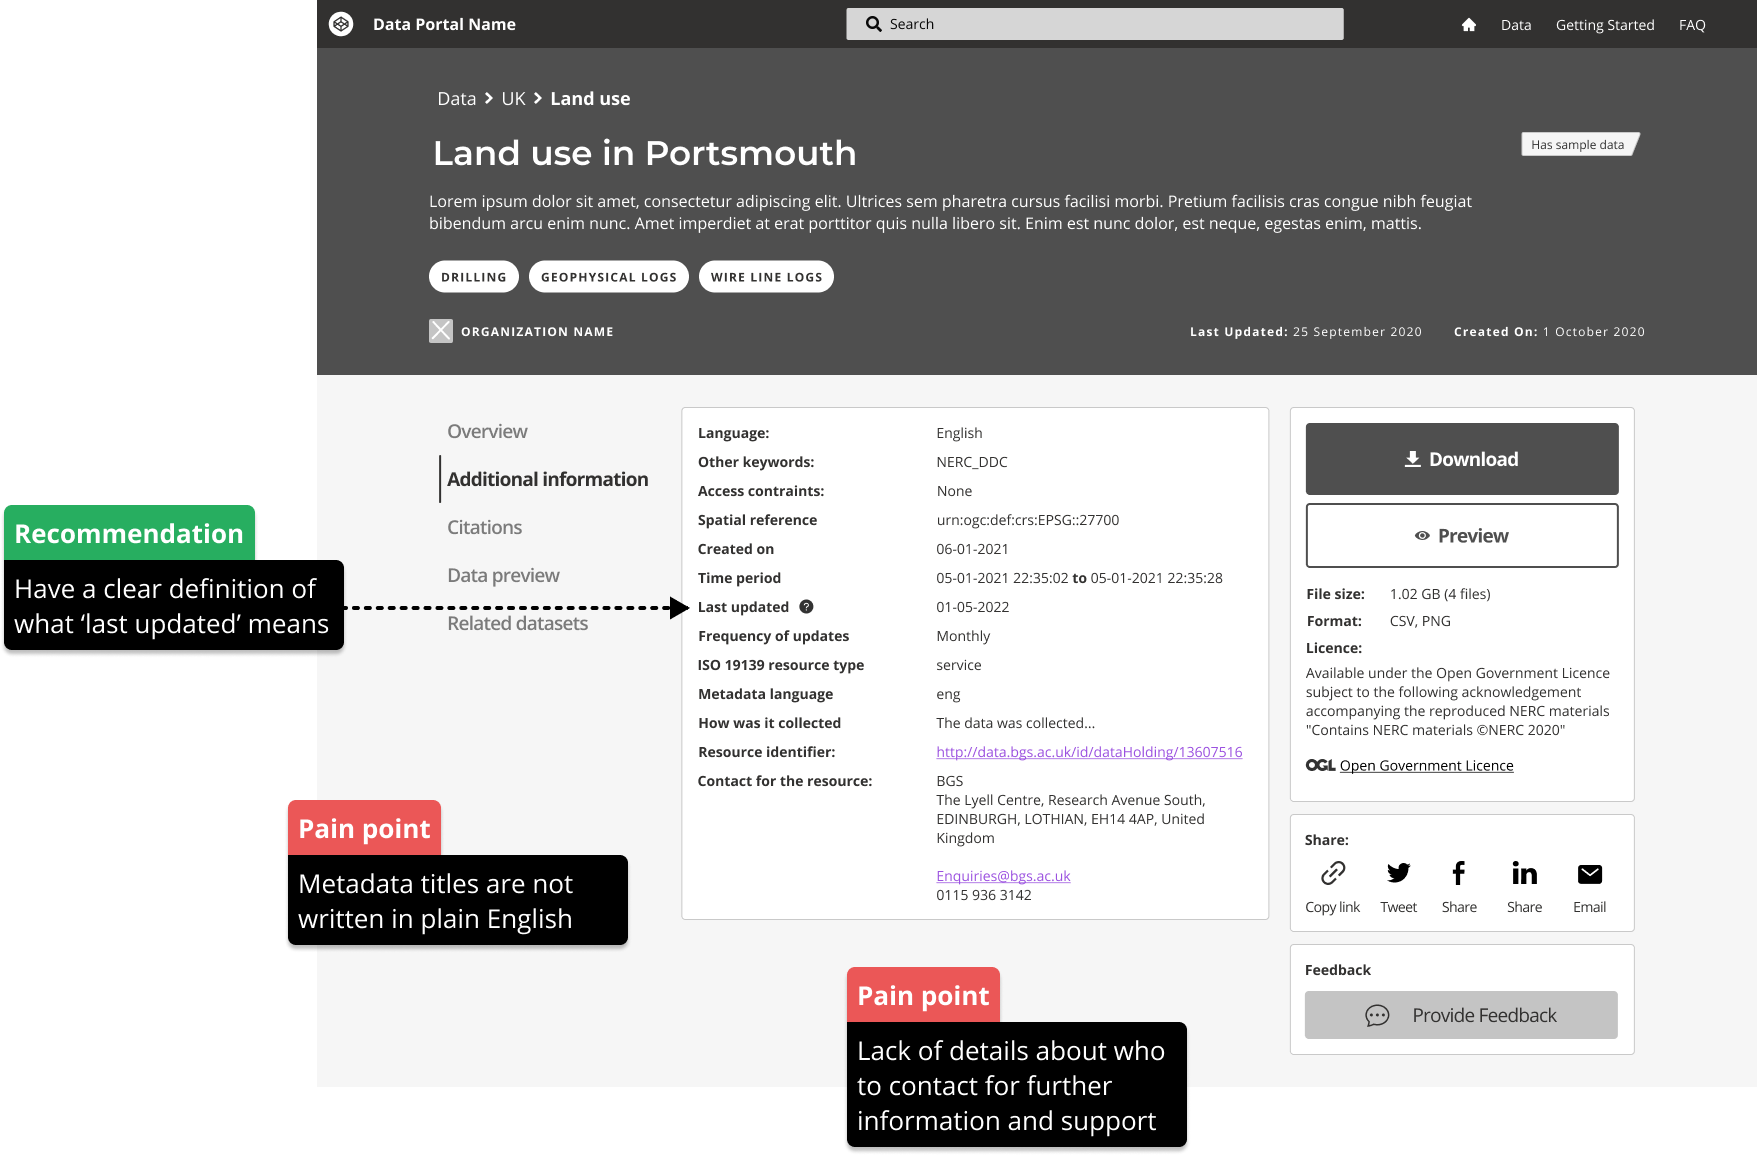 Data Portal Name
Search
Data
Getting Started
FAQ
Data > UK > Land use
Land use in Portsmouth
Has sample data
Lorem ipsum dolor sit amet, consectetur adipiscing elit. Ultrices sem pharetra cursus facilisi morbi. Pretium facilisis cras congue nibh feugiat
bibendum arcu enim nunc. Amet imperdiet at erat porttitor quis nulla libero sit. Enim est nunc dolor, est neque, egestas enim, mattis.
DRILLING
GEOPHYSICAL LOGS
WIRE LINE LOGS
ORGANIZATION NAME
Last Updated: 25 September 2020
Created On: 1 October 2020
Overview
Additional information
Citations
Data preview
Related datasets
Recommendation
Have a clear definition of
what ‘last updated’ means
Language: English
Other keywords: NERC_DDC
Access contraints: None
Spatial reference urn:ogc:def:crs:EPSG::27700
Created on 06-01-2021
Time period 05-01-2021 22:35:02 to 05-01-2021 22:35:28
Last updated ? 01-05-2022
Frequency of updates Monthly
ISO 19139 resource type service
Metadata language eng
How was it collected The data was collected...
Resource identifier: http://data.bgs.ac.uk/id/dataHolding/13607516
Contact for the resource: BGS
The Lyell Centre, Research Avenue South,
EDINBURGH, LOTHIAN, EH14 4AP, United
Kingdom
Enquiries@bgs.ac.uk
0115 936 3142
Download
Preview
File size: 1.02 GB (4 files)
Format: CSV, PNG
Licence:
Available under the Open Government Licence
subject to the following acknowledgement
accompanying the reproduced NERC materials
"Contains NERC materials ©NERC 2020"
OGL Open Government Licence
Share:
Copy link
Tweet
Share
Share
Email
Feedback
Provide Feedback
Pain point
Metadata titles are not
written in plain English
Pain point
Lack of details about who
to contact for further
information and support